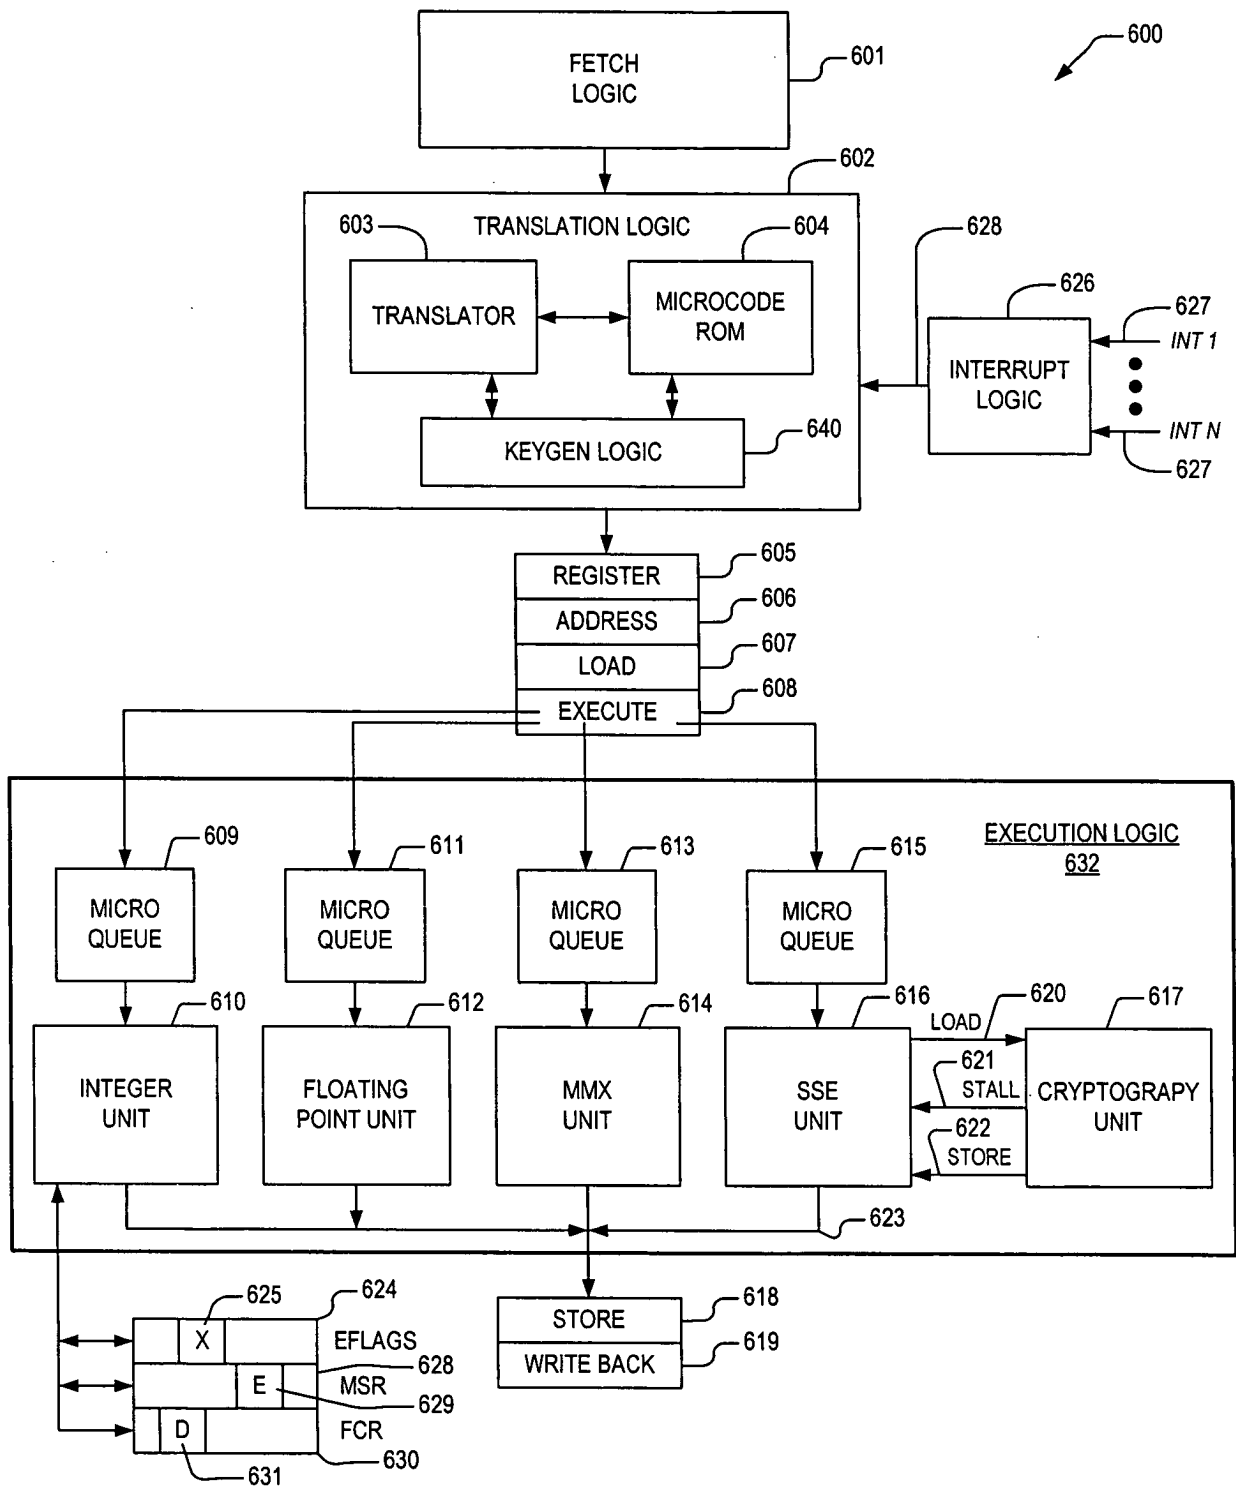 600
FETCH
LOGIC
601
602
TRANSLATION LOGIC
603
604
628
TRANSLATOR
MICROCODE
ROM
626
627
INT 1
INTERRUPT
LOGIC
INT N
627
KEYGEN LOGIC
640
REGISTER
605
ADDRESS
606
LOAD
607
EXECUTE
608
EXECUTION LOGIC
632
609
611
613
615
MICRO
QUEUE
MICRO
QUEUE
MICRO
QUEUE
MICRO
QUEUE
610
612
614
616
620
617
LOAD
INTEGER
UNIT
FLOATING
POINT UNIT
MMX
UNIT
SSE
UNIT
621
STALL
622
STORE
CRYPTOGRAPY
UNIT
623
625
624
X
EFLAGS
628
E
MSR
629
D
FCR
630
631
STORE
618
WRITE BACK
619